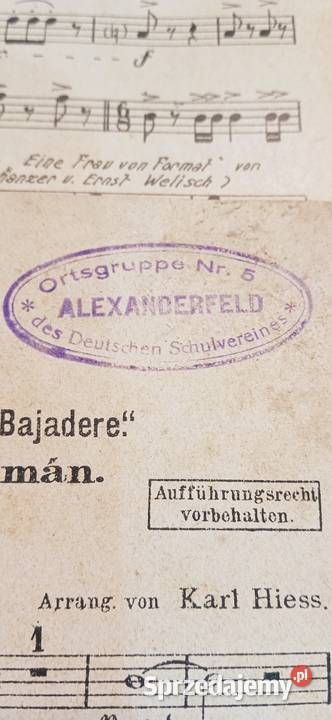 (♮)
f
„Eine Frau von Format" von
v. Ernst Welisch)
Ortsgruppe Nr. 5
* ALEXANDERFELD *
des Deutschen Schulvereines
Bajadere."
mán.
Aufführungsrecht
vorbehalten.
Arrang. von Karl Hiess.
1
Sprzedajemy.pl